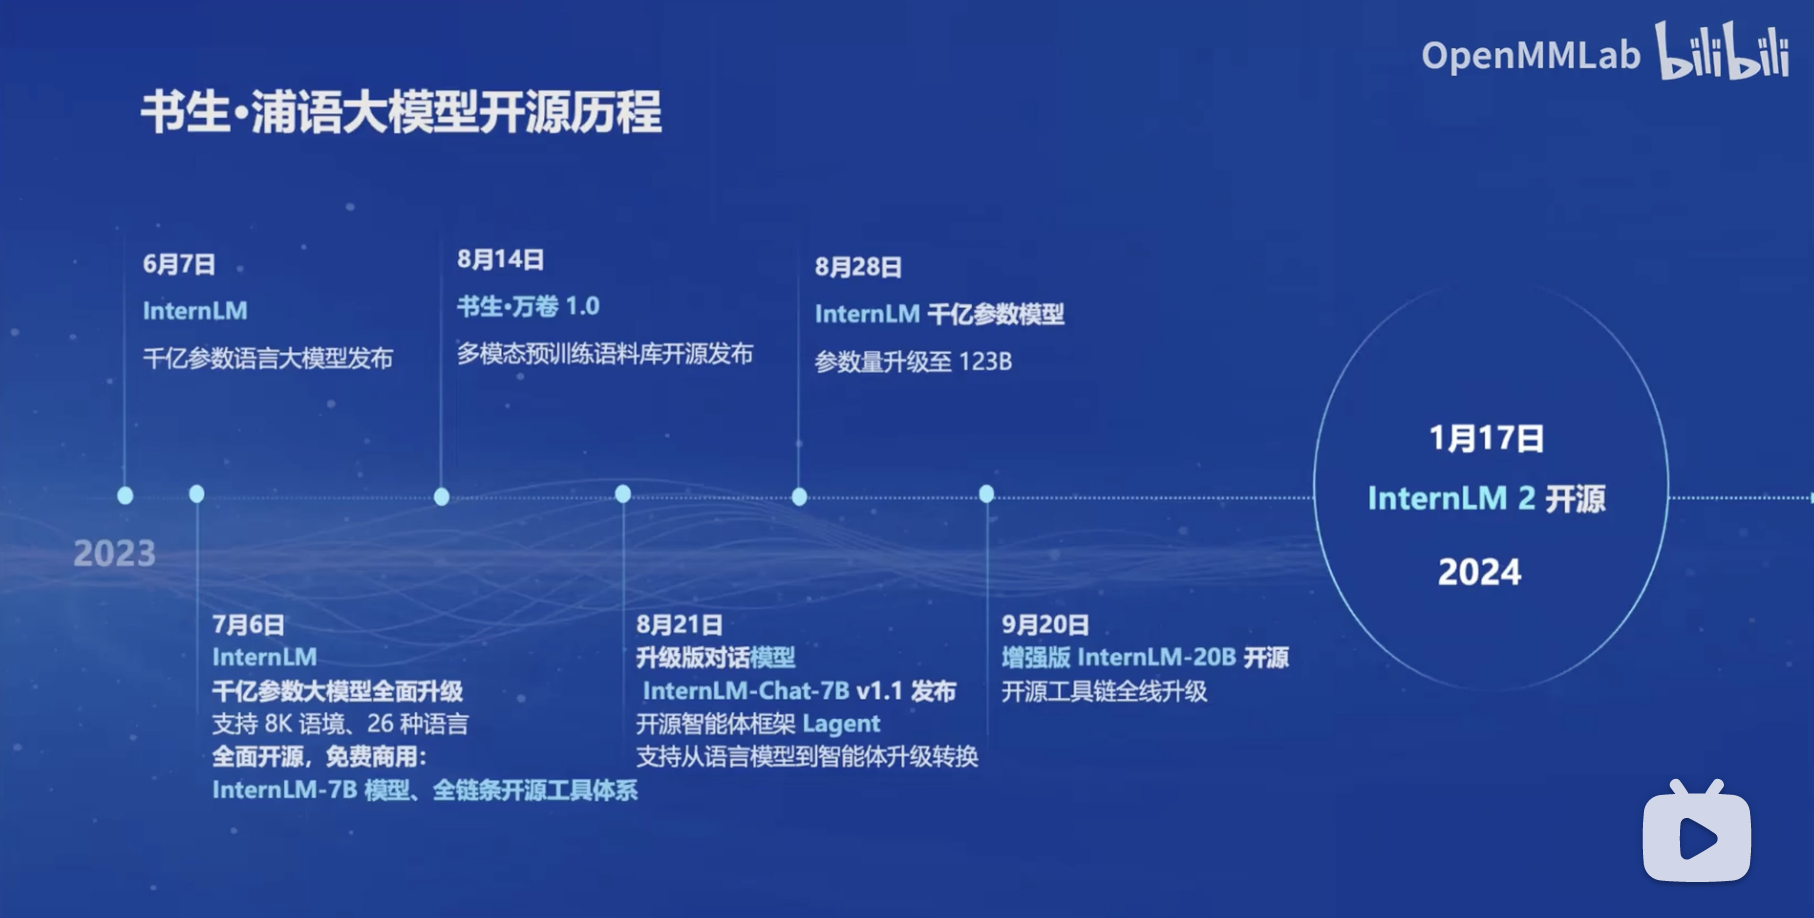 OpenMMLab bilibili
书生·浦语大模型开源历程
6月7日
InternLM
千亿参数语言大模型发布
8月14日
书生·万卷 1.0
多模态预训练语料库开源发布
8月28日
InternLM 千亿参数模型
参数量升级至 123B
2023
7月6日
InternLM
千亿参数大模型全面升级
支持 8K 语境、26 种语言
全面开源，免费商用：
InternLM-7B 模型、全链条开源工具体系
8月21日
升级版对话模型
InternLM-Chat-7B v1.1 发布
开源智能体框架 Lagent
支持从语言模型到智能体升级转换
9月20日
增强版 InternLM-20B 开源
开源工具链全线升级
1月17日
InternLM 2 开源
2024